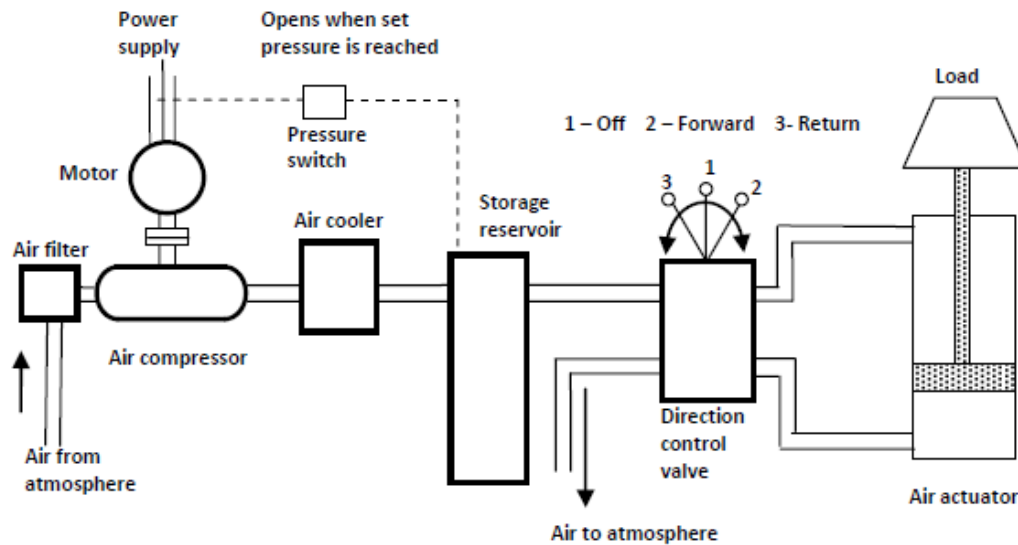 Power
supply
Opens when set
pressure is reached
Load
Pressure
switch
1 – Off 2 – Forward 3- Return
Motor
1
3
2
Storage
reservoir
Air cooler
Air filter
Air compressor
Direction
control
valve
Air from
atmosphere
Air actuator
Air to atmosphere